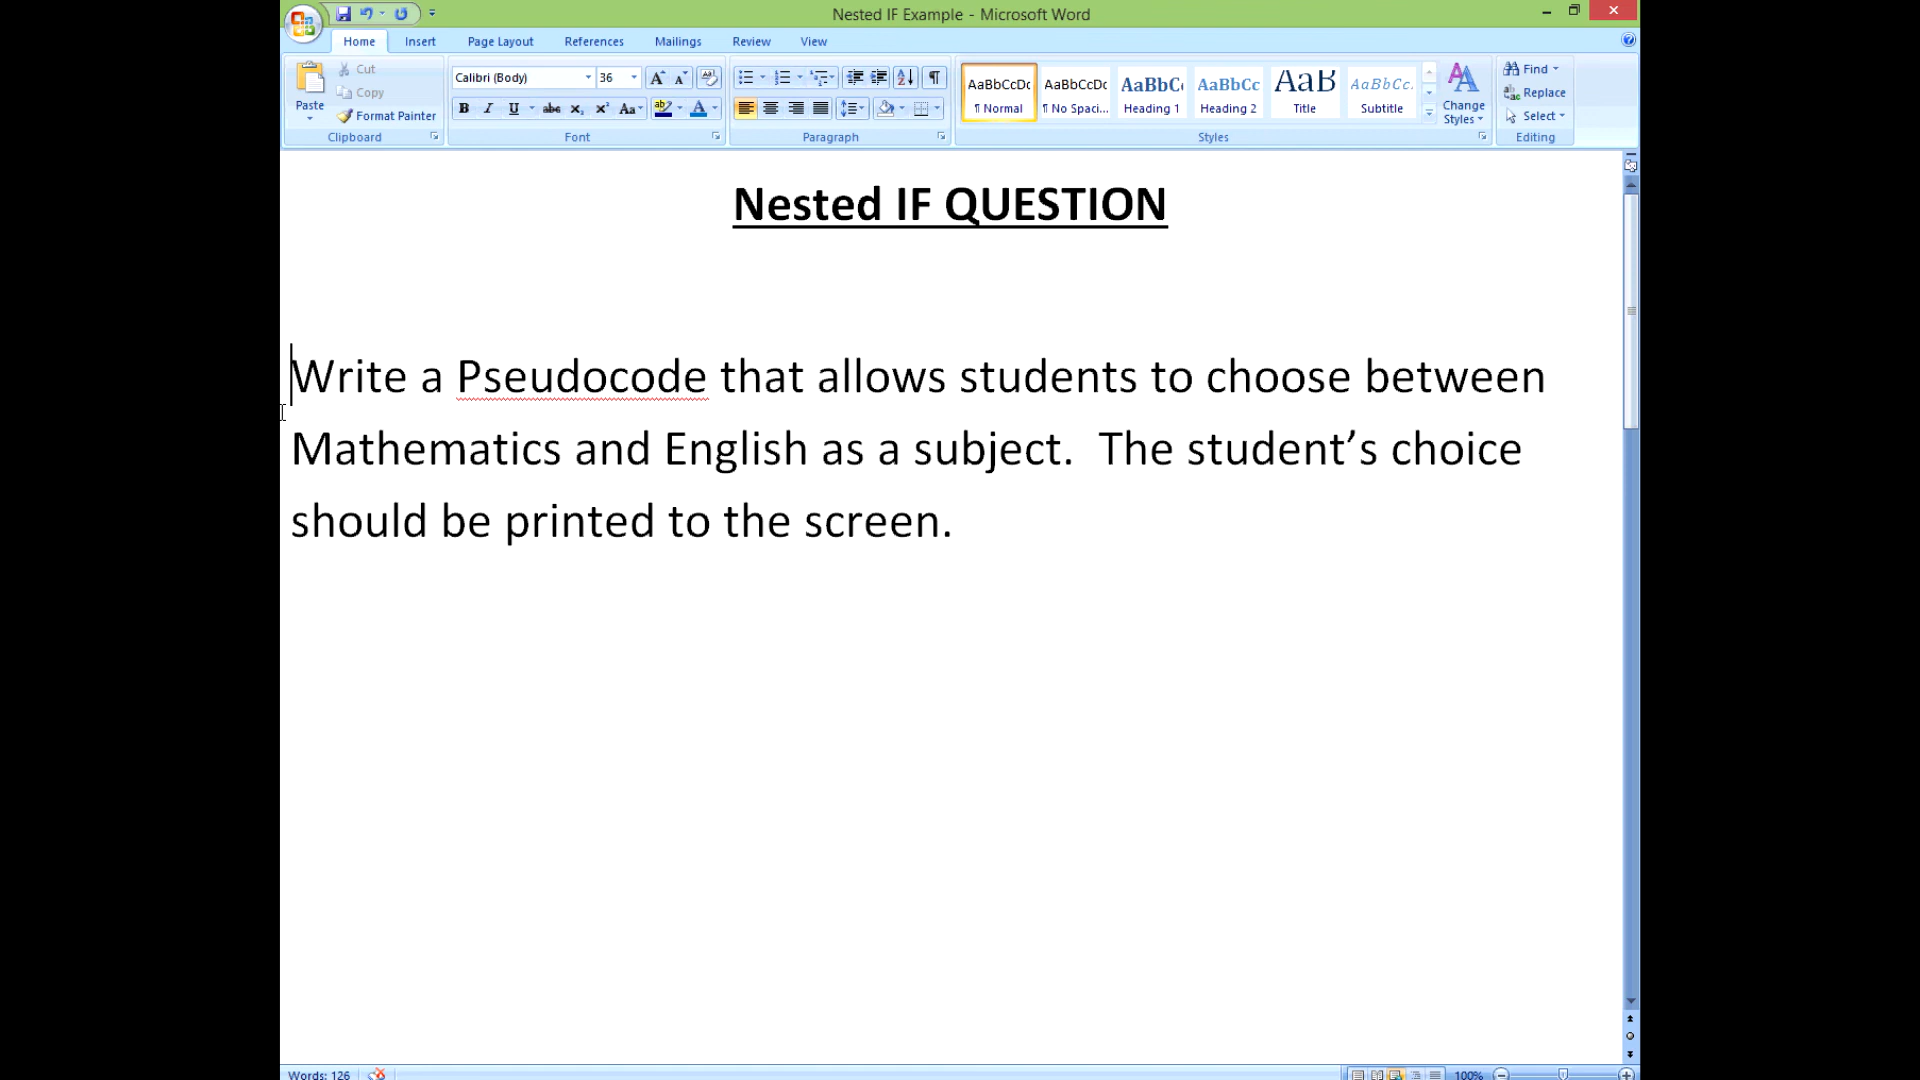 Nested IF Example - Microsoft Word
Home Insert Page Layout References Mailings Review View
Paste
Cut
Copy
Format Painter
Clipboard
Calibri (Body) 36
Font
Paragraph
AaBbCcDc AaBbCcDc AaBbC AaBbCc AaB AaBbCc.
¶ Normal ¶ No Spaci... Heading 1 Heading 2 Title Subtitle
Change Styles
Styles
Find
Replace
Select
Editing
Nested IF QUESTION
Write a Pseudocode that allows students to choose between
Mathematics and English as a subject.  The student’s choice
should be printed to the screen.
Words: 126 100%